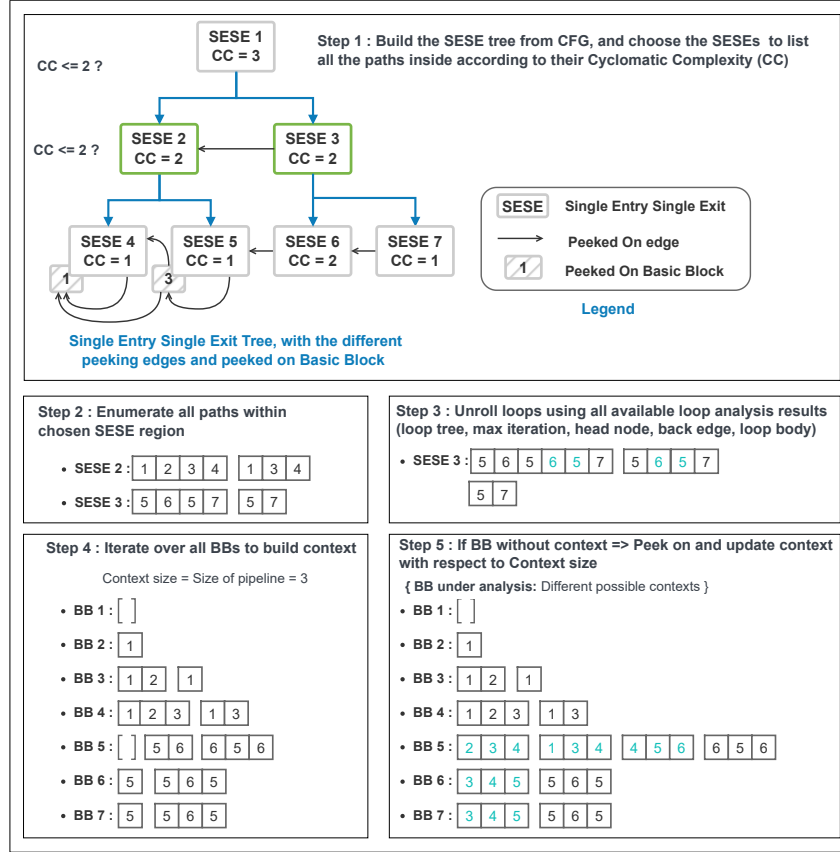 SESE 1
CC = 3
Step 1 : Build the SESE tree from CFG, and choose the SESEs to list
all the paths inside according to their Cyclomatic Complexity (CC)
CC <= 2 ?
CC <= 2 ?
SESE 2
CC = 2
SESE 3
CC = 2
SESE 4
CC = 1
SESE 5
CC = 1
SESE 6
CC = 2
SESE 7
CC = 1
1
3
SESE Single Entry Single Exit
Peeked On edge
1 Peeked On Basic Block
Legend
Single Entry Single Exit Tree, with the different
peeking edges and peeked on Basic Block
Step 2 : Enumerate all paths within
chosen SESE region
• SESE 2 : 1 2 3 4 1 3 4
• SESE 3 : 5 6 5 7 5 7
Step 3 : Unroll loops using all available loop analysis results
(loop tree, max iteration, head node, back edge, loop body)
• SESE 3 : 5 6 5 6 5 7 5 6 5 7
5 7
Step 4 : Iterate over all BBs to build context
Context size = Size of pipeline = 3
• BB 1 : [ ]
• BB 2 : 1
• BB 3 : 1 2 1
• BB 4 : 1 2 3 1 3
• BB 5 : [ ] 5 6 6 5 6
• BB 6 : 5 5 6 5
• BB 7 : 5 5 6 5
Step 5 : If BB without context => Peek on and update context
with respect to Context size
{ BB under analysis: Different possible contexts }
• BB 1 : [ ]
• BB 2 : 1
• BB 3 : 1 2 1
• BB 4 : 1 2 3 1 3
• BB 5 : 2 3 4 1 3 4 4 5 6 6 5 6
• BB 6 : 3 4 5 5 6 5
• BB 7 : 3 4 5 5 6 5